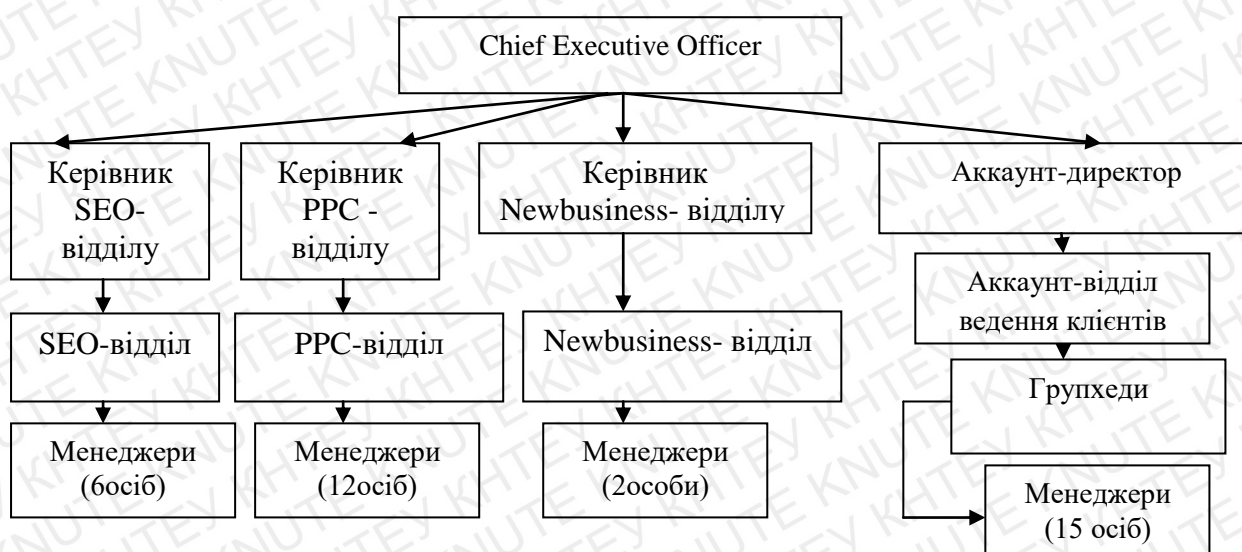 Chief Executive Officer
Керівник
SEO-
відділу
Керівник
PPC -
відділу
Керівник
Newbusiness- відділу
Аккаунт-директор
Аккаунт-відділ
ведення клієнтів
SEO-відділ
PPC-відділ
Newbusiness- відділ
Групхеди
Менеджери
(6осіб)
Менеджери
(12осіб)
Менеджери
(2особи)
Менеджери
(15 осіб)